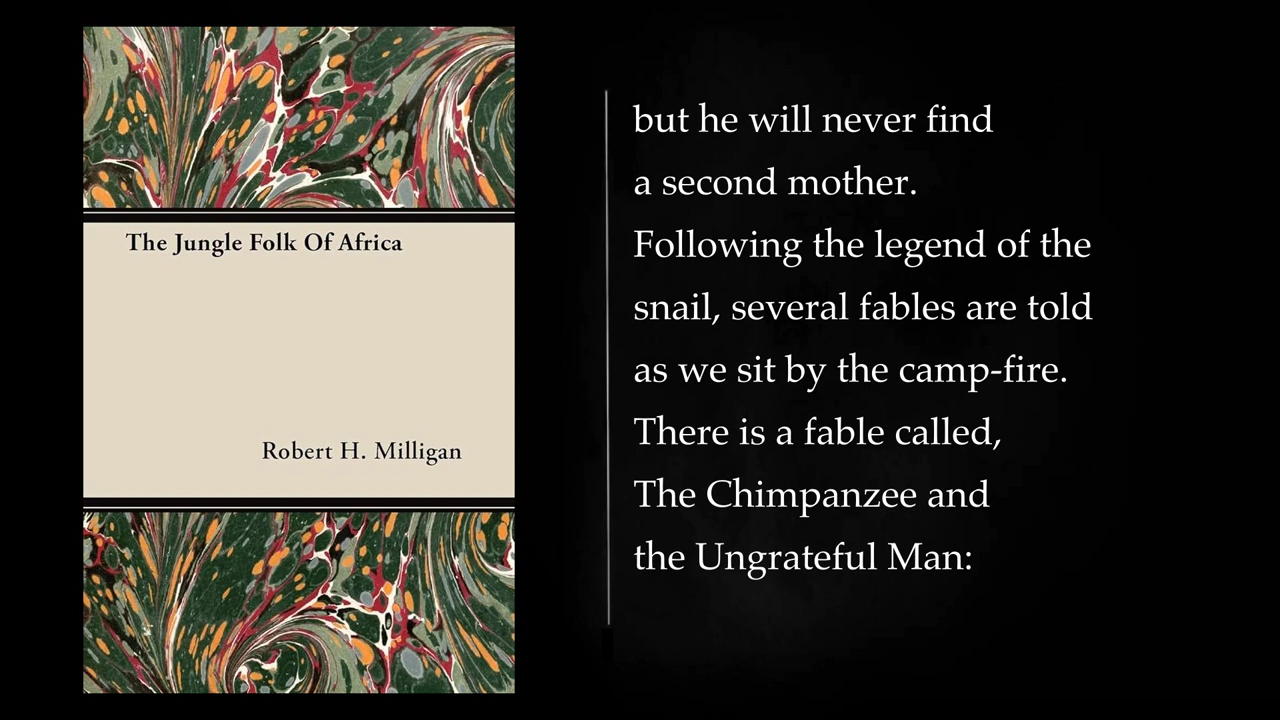 The Jungle Folk Of Africa
Robert H. Milligan
but he will never find
a second mother.
Following the legend of the
snail, several fables are told
as we sit by the camp-fire.
There is a fable called,
The Chimpanzee and
the Ungrateful Man: